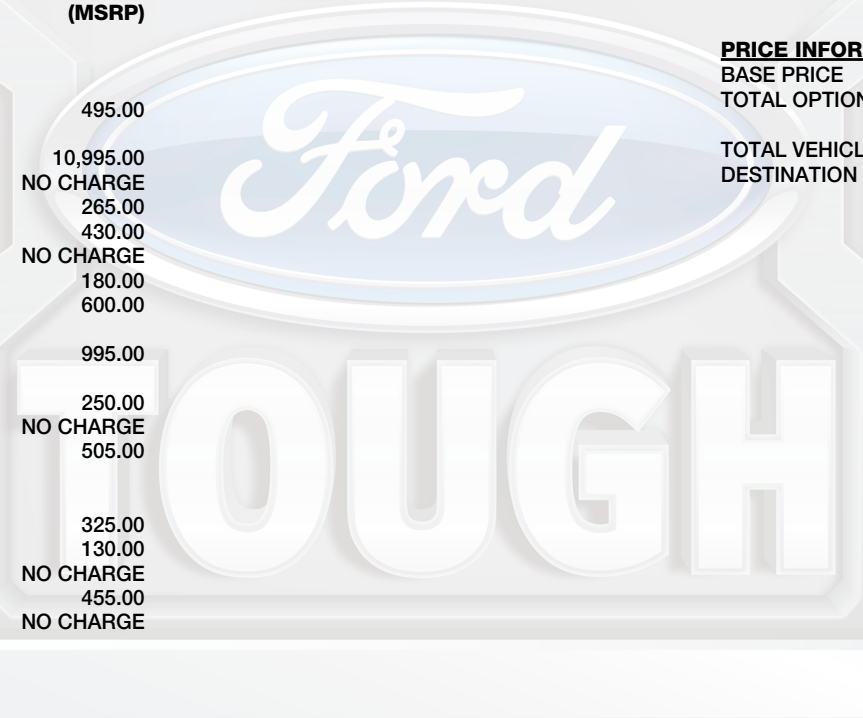 (MSRP)
495.00
10,995.00
NO CHARGE
265.00
430.00
NO CHARGE
180.00
600.00
995.00
250.00
NO CHARGE
505.00
325.00
130.00
NO CHARGE
455.00
NO CHARGE
PRICE INFOR
BASE PRICE
TOTAL OPTION
TOTAL VEHICL
DESTINATION
Ford
TOUGH